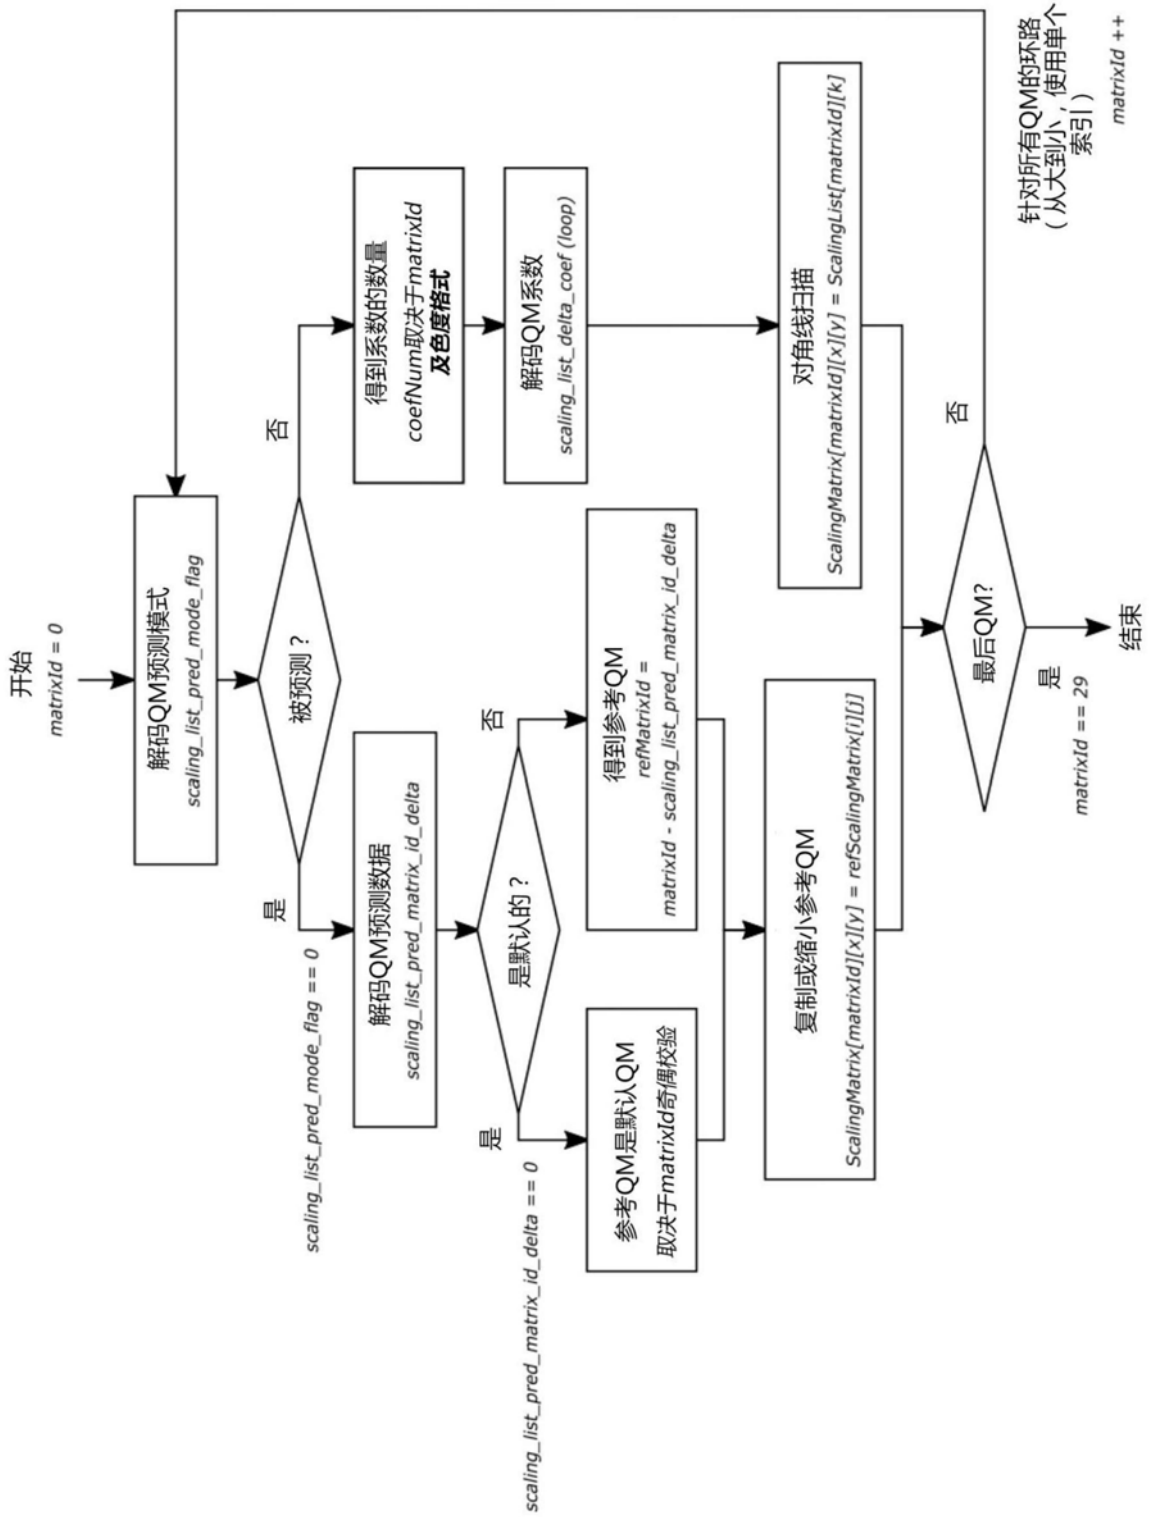 开始
matrixId = 0
解码QM预测模式
scaling_list_pred_mode_flag
被预测？
是
scaling_list_pred_mode_flag == 0
否
解码QM预测数据
scaling_list_pred_matrix_id_delta
得到系数的数量
coefNum取决于matrixId
及色度格式
是默认的？
是
scaling_list_pred_matrix_id_delta == 0
否
解码QM系数
scaling_list_delta_coef (loop)
参考QM是默认QM
取决于matrixId奇偶校验
得到参考QM
refMatrixId =
matrixId - scaling_list_pred_matrix_id_delta
复制或缩小参考QM
ScalingMatrix[matrixId][x][y] = refScalingMatrix[i][j]
对角线扫描
ScalingMatrix[matrixId][x][y] = ScalingList[matrixId][k]
最后QM?
否
是
matrixId == 29
结束
针对所有QM的环路
（从大到小，使用单个
索引）
matrixId ++